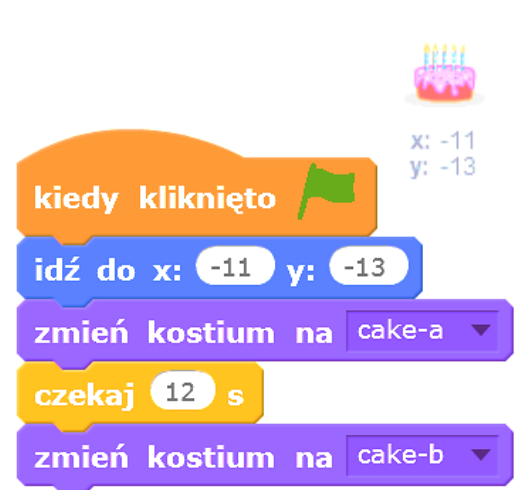 x: -11
y: -13
kiedy kliknięto
idź do x: -11 y: -13
zmień kostium na cake-a
czekaj 12 s
zmień kostium na cake-b